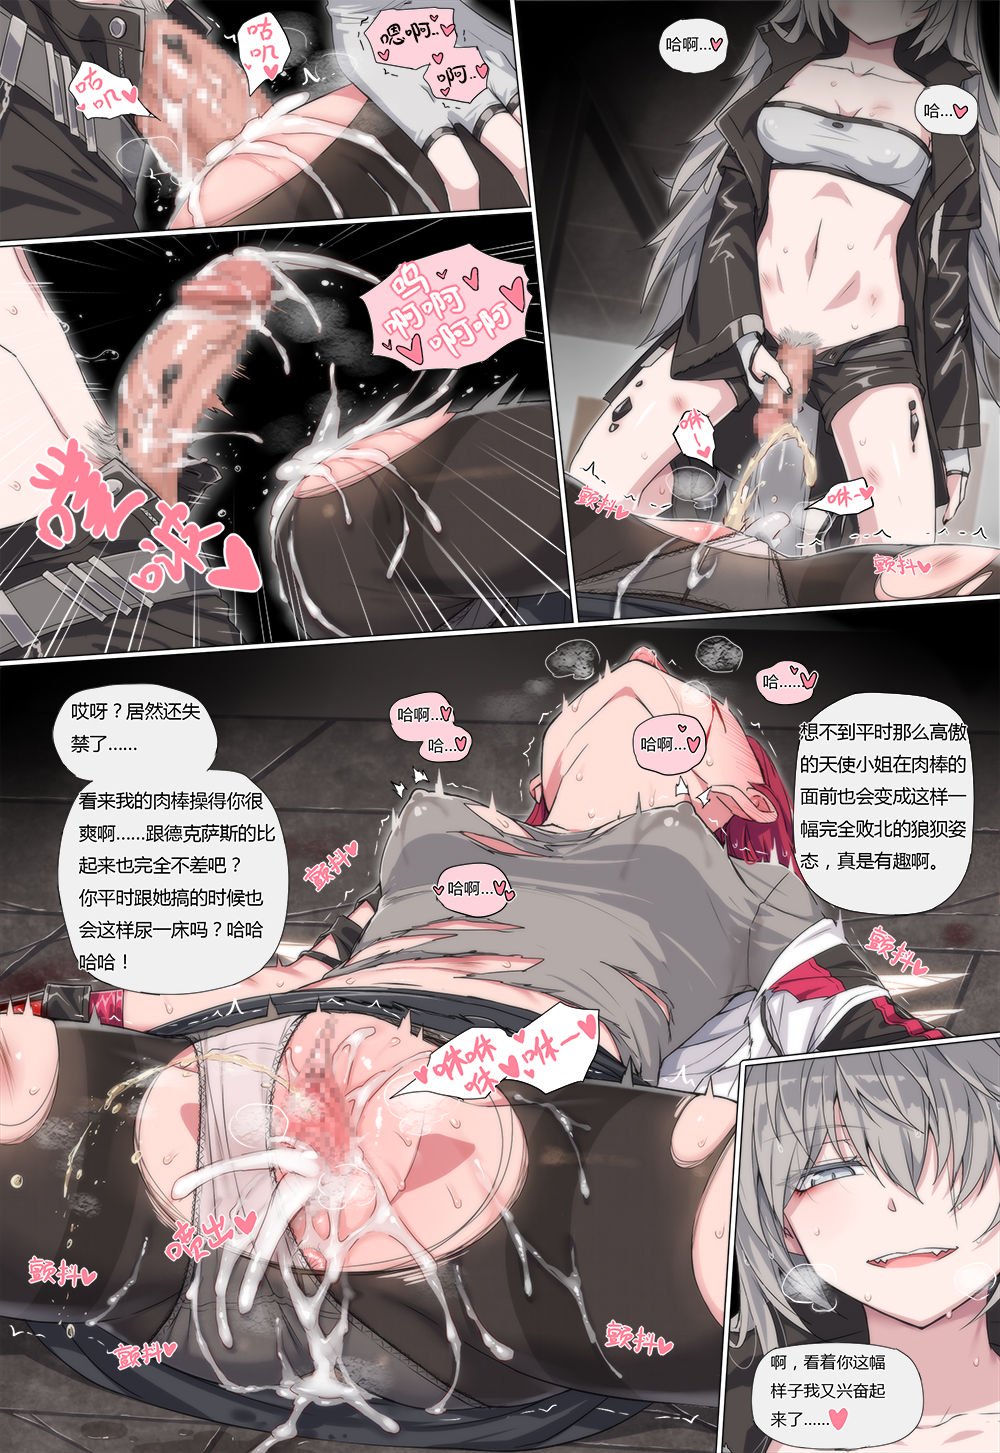 咕叽
咕叽
嗯啊..
啊..
哈啊...
哈...
呜
啊啊
啊啊
咻~
咻~
颤抖
颤抖
哎呀？居然还失
禁了......
看来我的肉棒操得你很
爽啊......跟德克萨斯的比
起来也完全不差吧？
你平时跟她搞的时候也
会这样尿一床吗？哈哈
哈哈！
哈啊...
哈...
哈啊...
哈......
哈啊...
想不到平时那么高傲
的天使小姐在肉棒的
面前也会变成这样一
幅完全败北的狼狈姿
态，真是有趣啊。
颤抖
颤抖
咻咻
咻
咻~
喷出
颤抖
颤抖
颤抖
啊，看着你这幅
样子我又兴奋起
来了......